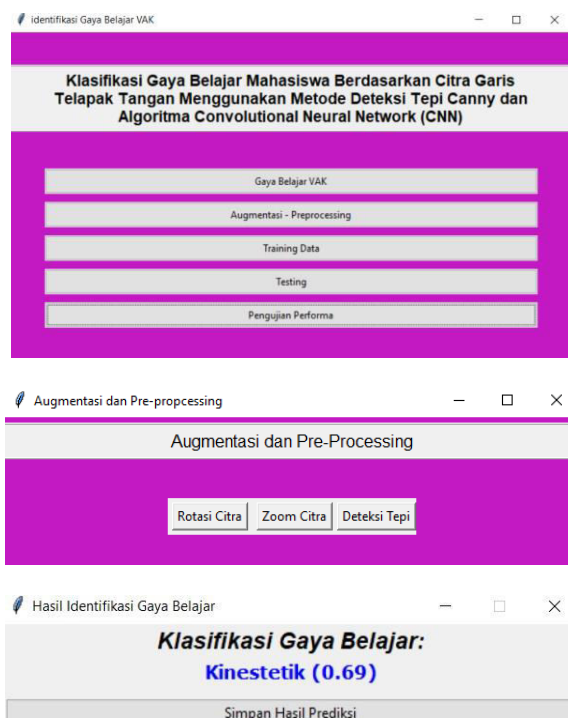 identifikasi Gaya Belajar VAK
Klasifikasi Gaya Belajar Mahasiswa Berdasarkan Citra Garis
Telapak Tangan Menggunakan Metode Deteksi Tepi Canny dan
Algoritma Convolutional Neural Network (CNN)
Gaya Belajar VAK
Augmentasi - Preprocessing
Training Data
Testing
Pengujian Performa
Augmentasi dan Pre-propcessing
Augmentasi dan Pre-Processing
Rotasi Citra Zoom Citra Deteksi Tepi
Hasil Identifikasi Gaya Belajar
Klasifikasi Gaya Belajar:
Kinestetik (0.69)
Simpan Hasil Prediksi